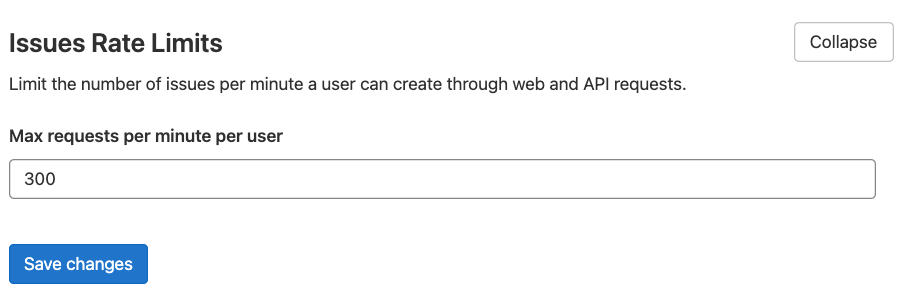 Issues Rate Limits
Collapse
Limit the number of issues per minute a user can create through web and API requests.
Max requests per minute per user
300
Save changes